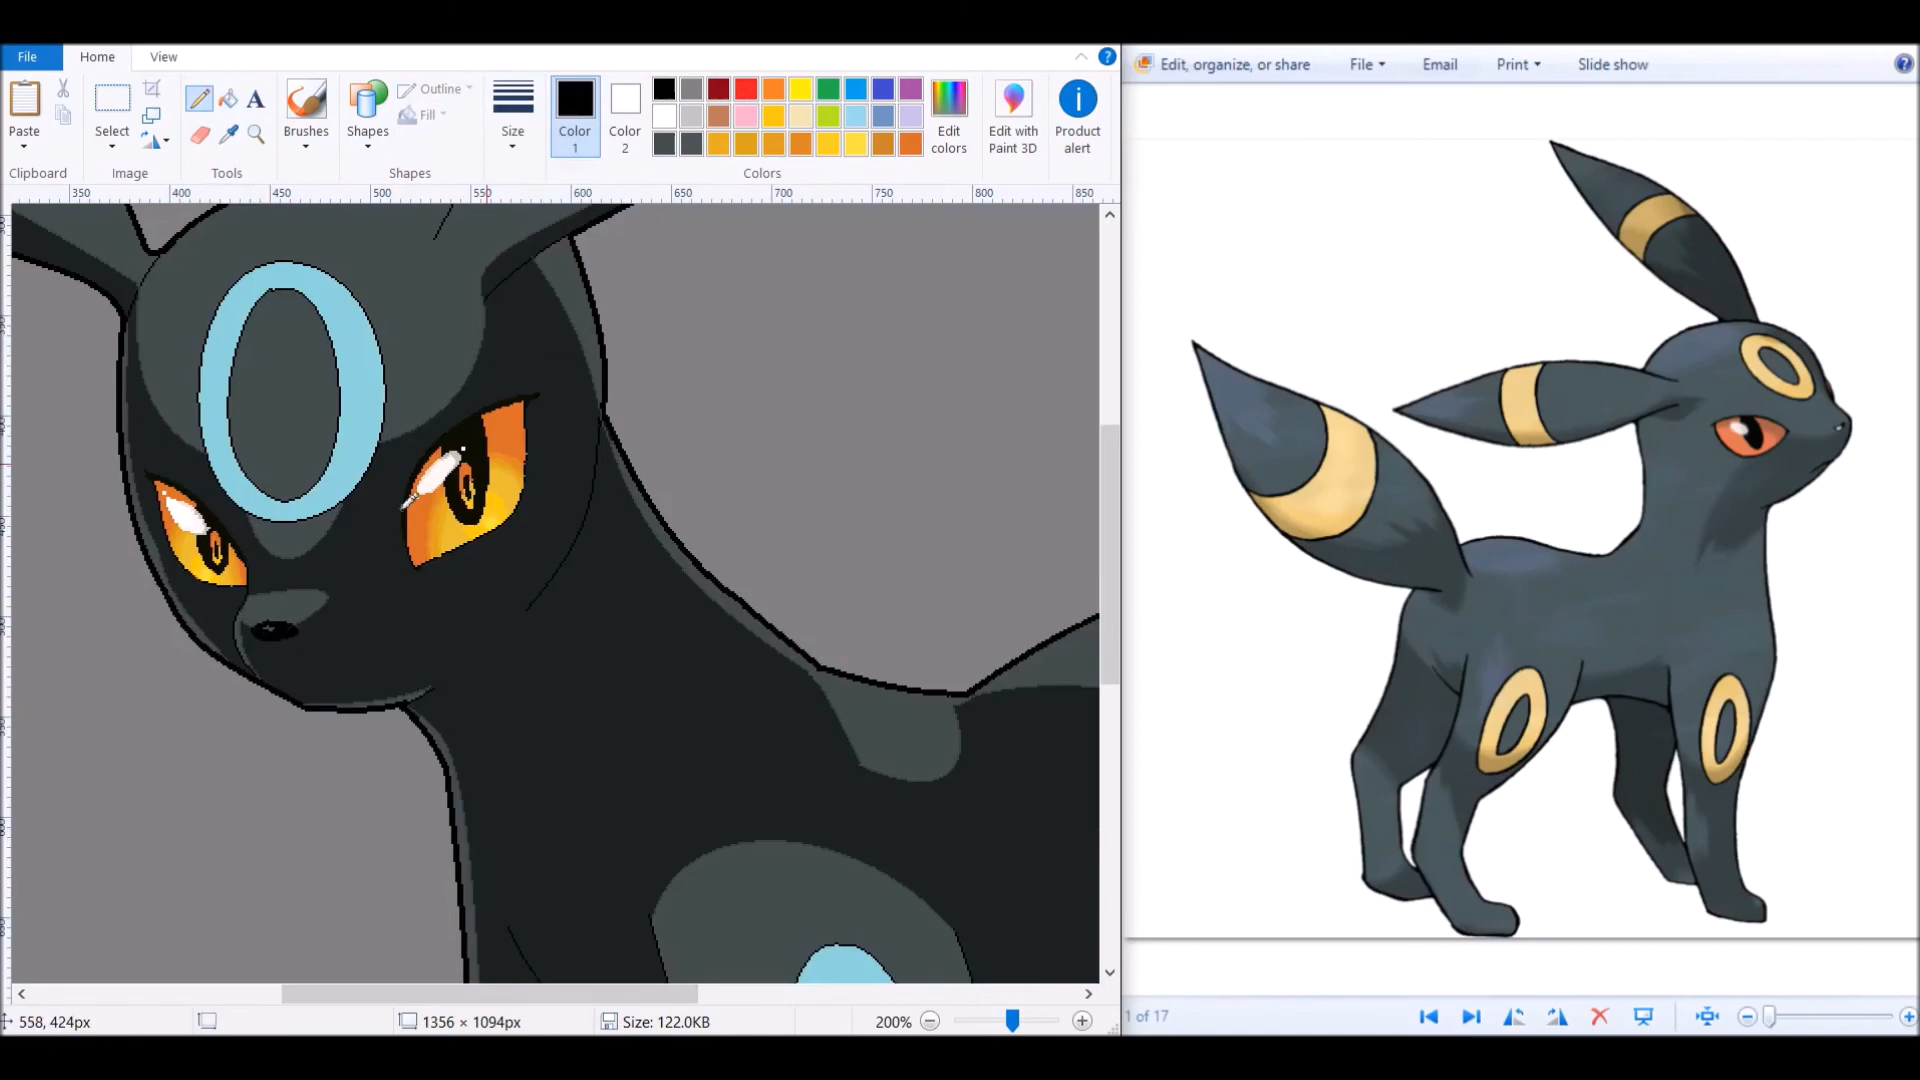 File Home View
Edit, organize, or share File Email Print Slide show
Paste Select Brushes Shapes Outline Fill Size Color 1 Color 2 Edit colors Edit with Paint 3D Product alert
Clipboard Image Tools Shapes Colors
350 400 450 500 550 600 650 700 750 800 850
558, 424px 1356 × 1094px Size: 122.0KB 200% 1 of 17